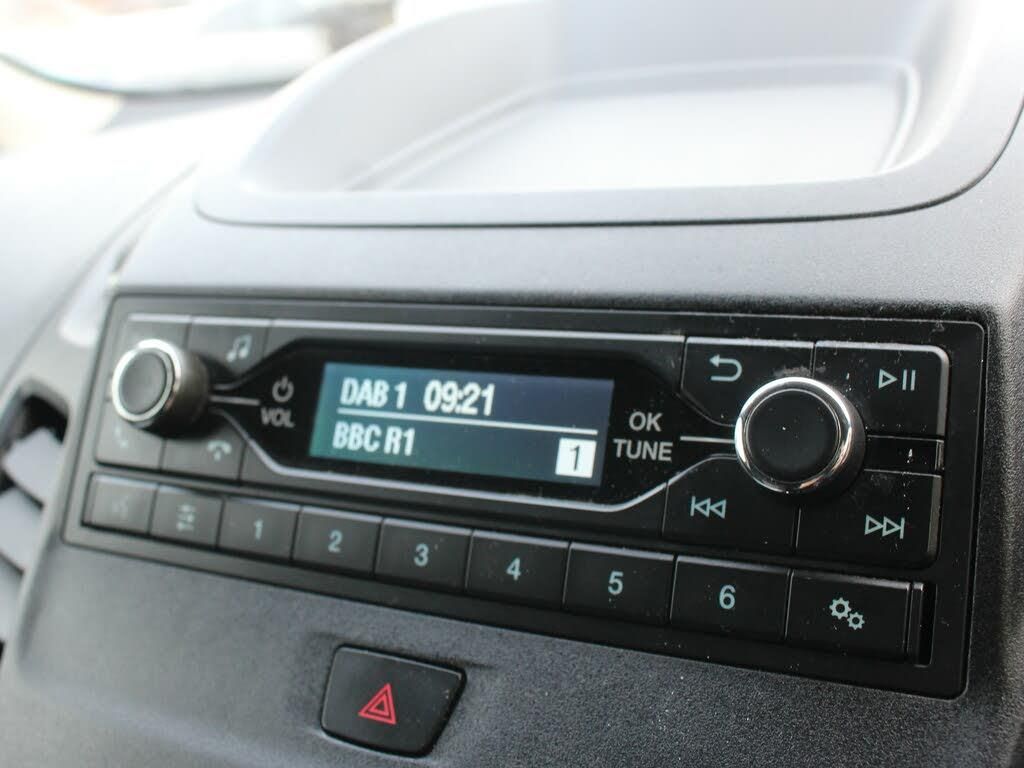 VOL
DAB 1 09:21
BBC R1
1
OK
TUNE
1 2 3 4 5 6